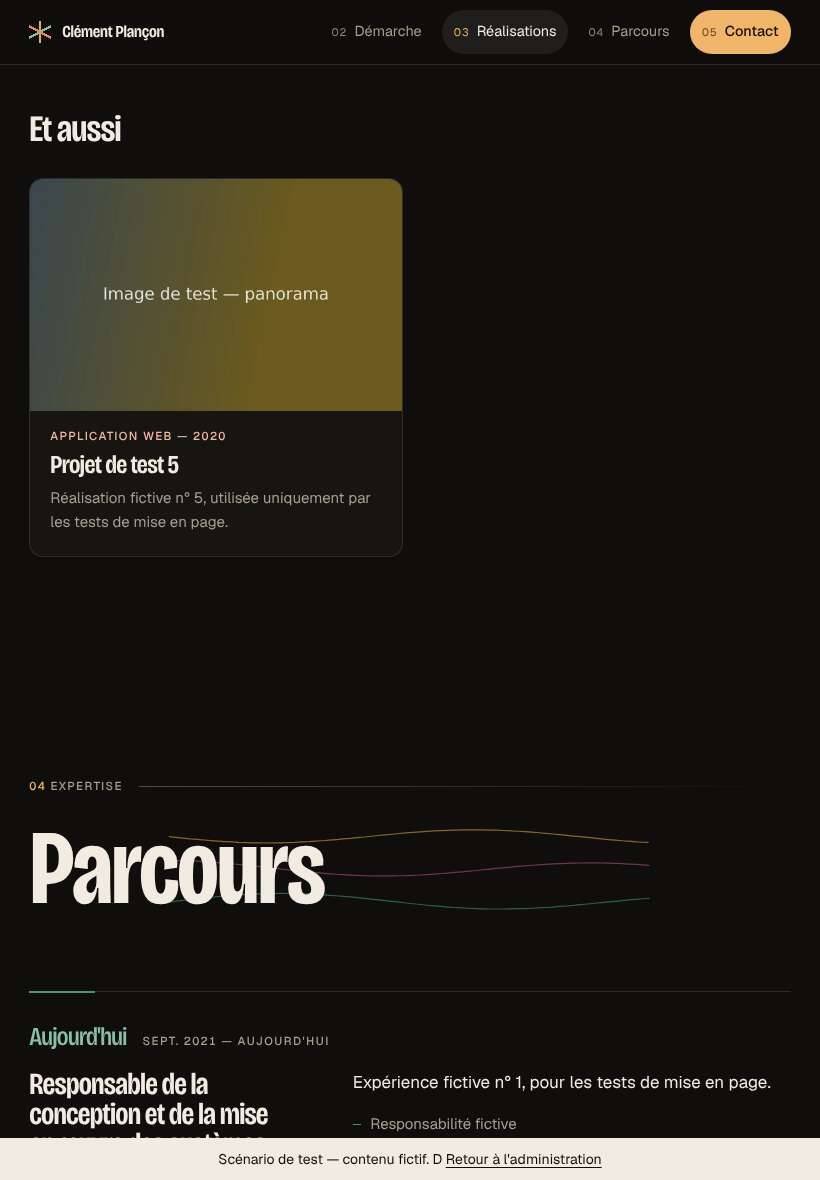 Clément Plançon
02 Démarche
03 Réalisations
04 Parcours
05 Contact
Et aussi
Image de test — panorama
APPLICATION WEB — 2020
Projet de test 5
Réalisation fictive n° 5, utilisée uniquement par
les tests de mise en page.
04 EXPERTISE
Parcours
Aujourd'hui SEPT. 2021 — AUJOURD'HUI
Responsable de la
conception et de la mise
Expérience fictive n° 1, pour les tests de mise en page.
– Responsabilité fictive
Scénario de test — contenu fictif. D Retour à l'administration